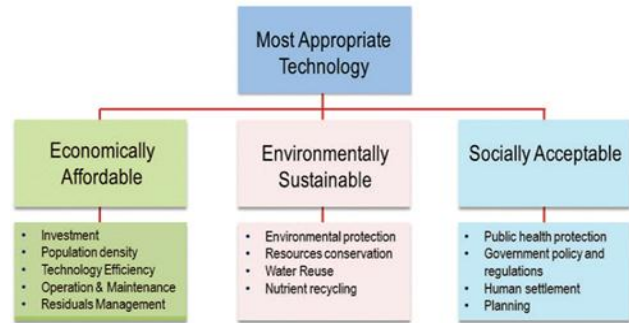 Most Appropriate
Technology
Economically
Affordable
Environmentally
Sustainable
Socially Acceptable
• Investment
• Population density
• Technology Efficiency
• Operation & Maintenance
• Residuals Management
• Environmental protection
• Resources conservation
• Water Reuse
• Nutrient recycling
• Public health protection
• Government policy and
regulations
• Human settlement
• Planning